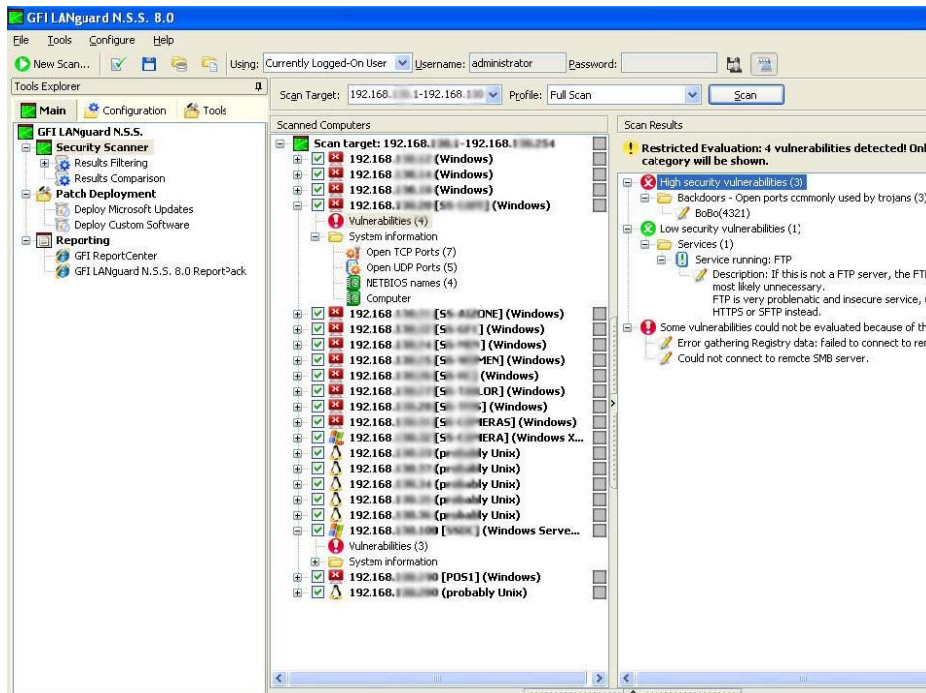 GFI LANguard N.S.S. 8.0
File Tools Configure Help
New Scan... Using: Currently Logged-On User Username: administrator Password:
Tools Explorer
Scan Target: 192.168. .1-192.168. Profile: Full Scan Scan
Main Configuration Tools
GFI LANguard N.S.S.
Security Scanner
Results Filtering
Results Comparison
Patch Deployment
Deploy Microsoft Updates
Deploy Custom Software
Reporting
GFI ReportCenter
GFI LANguard N.S.S. 8.0 ReportPack
Scanned Computers
Scan target: 192.168. -192.168.
192.168. (Windows)
192.168. (Windows)
192.168. (Windows)
192.168. (Windows)
Vulnerabilities (4)
System information
Open TCP Ports (7)
Open UDP Ports (5)
NETBIOS names (4)
Computer
192.168. (Windows)
192.168. (Windows)
192.168. (Windows)
192.168. (Windows)
192.168. (Windows)
192.168. (Windows)
192.168. (Windows)
192.168. (Windows)
192.168. (Windows X...
192.168. (probably Unix)
192.168. (probably Unix)
192.168. (probably Unix)
192.168. (probably Unix)
192.168. (probably Unix)
192.168. (Windows Serve...
Vulnerabilities (3)
System information
192.168. [POS1] (Windows)
192.168. (probably Unix)
Scan Results
Restricted Evaluation: 4 vulnerabilities detected! Onl
category will be shown.
High security vulnerabilities (3)
Backdoors - Open ports commonly used by trojans (3)
BoBo(4321)
Low security vulnerabilities (1)
Services (1)
Service running: FTP
Description: If this is not a FTP server, the FT
most likely unnecessary.
FTP is very problematic and insecure service,
HTTPS or SFTP instead.
Some vulnerabilities could not be evaluated because of th
Error gathering Registry data: failed to connect to rem
Could not connect to remote SMB server.